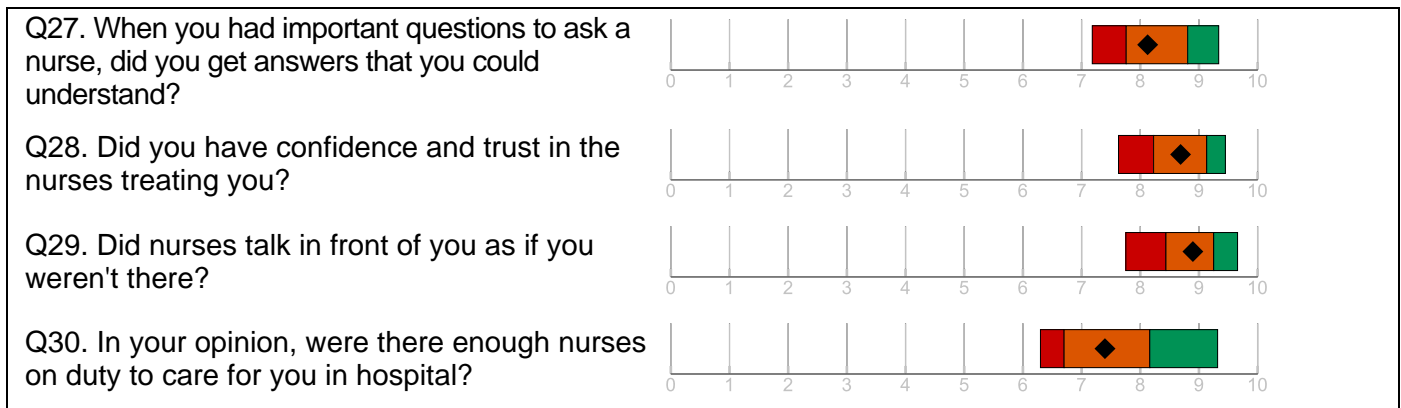 Q27. When you had important questions to ask a
nurse, did you get answers that you could
understand?
0 1 2 3 4 5 6 7 8 9 10
Q28. Did you have confidence and trust in the
nurses treating you?
0 1 2 3 4 5 6 7 8 9 10
Q29. Did nurses talk in front of you as if you
weren't there?
0 1 2 3 4 5 6 7 8 9 10
Q30. In your opinion, were there enough nurses
on duty to care for you in hospital?
0 1 2 3 4 5 6 7 8 9 10